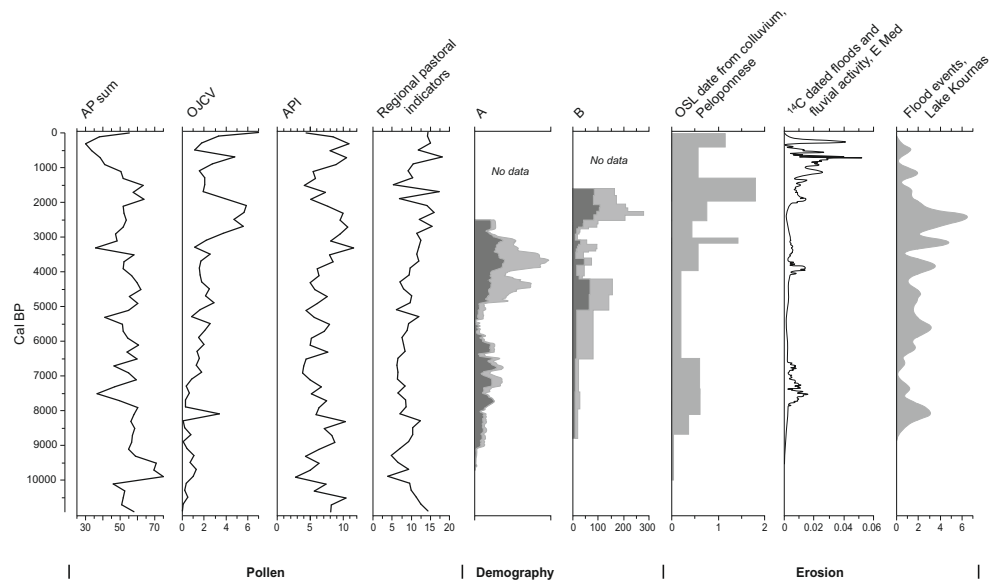 AP sum
OJCV
API
Regional pastoral
indicators
A
B
OSL date from colluvium,
Peloponnese
¹⁴C dated floods and
fluvial activity, E Med
Flood events,
Lake Kournas
No data
No data
Cal BP
0
1000
2000
3000
4000
5000
6000
7000
8000
9000
10000
30 40 50 60 70
0 2 4 6
0 5 10
0 5 10 15 20
0 100 200 300
0 1 2
0 0.02 0.04 0.06
0 2 4 6
Pollen
Demography
Erosion